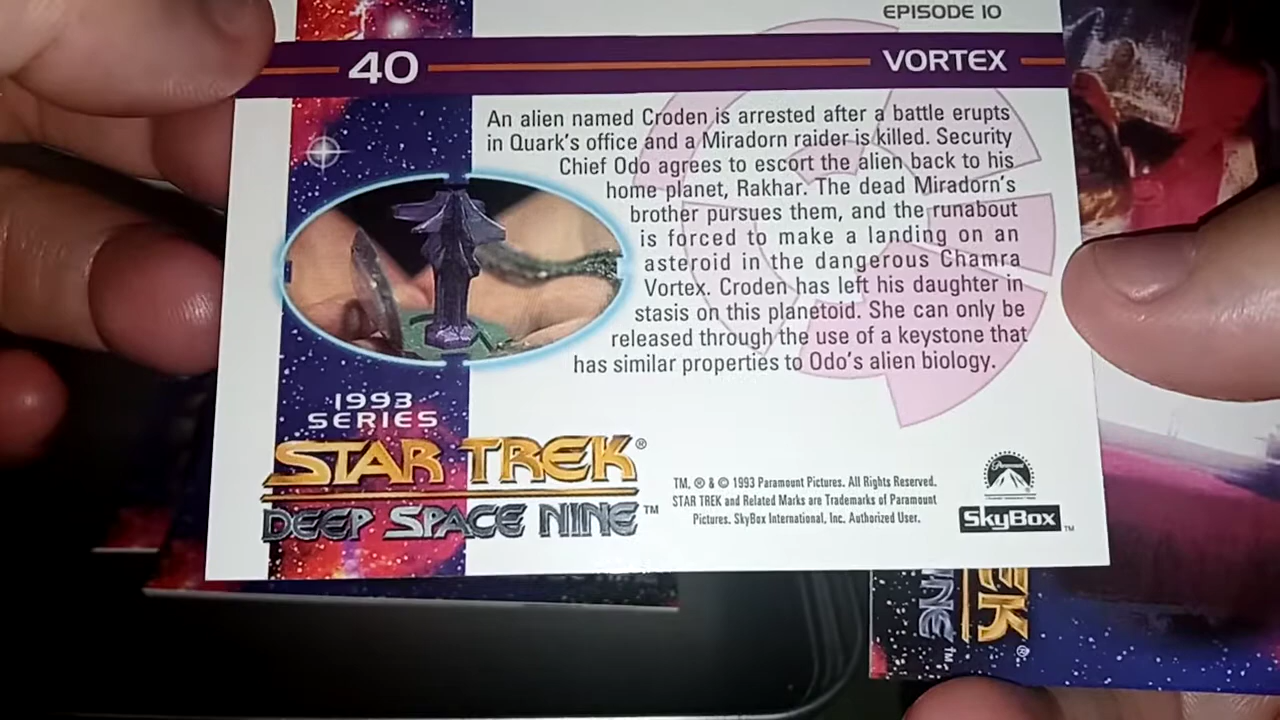 EPISODE 10
40 VORTEX
An alien named Croden is arrested after a battle erupts
in Quark's office and a Miradorn raider is killed. Security
Chief Odo agrees to escort the alien back to his
home planet, Rakhar. The dead Miradorn's
brother pursues them, and the runabout
is forced to make a landing on an
asteroid in the dangerous Chamra
Vortex. Croden has left his daughter in
stasis on this planetoid. She can only be
released through the use of a keystone that
has similar properties to Odo's alien biology.
1993
SERIES
STAR TREK®
DEEP SPACE NINE™
TM, ® & © 1993 Paramount Pictures. All Rights Reserved.
STAR TREK and Related Marks are Trademarks of Paramount
Pictures. SkyBox International, Inc. Authorized User.
Paramount
SkyBox™
EK®
NINE™